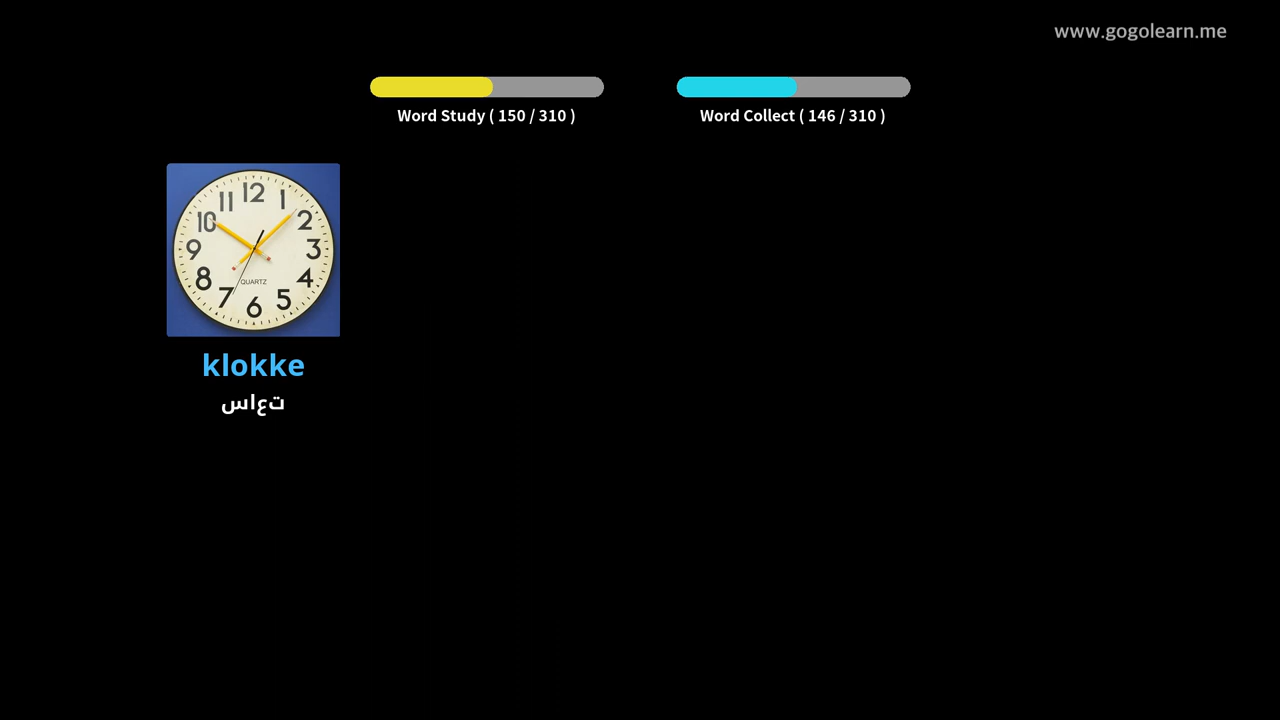 www.gogolearn.me
Word Study ( 150 / 310 )
Word Collect ( 146 / 310 )
12
1
2
3
4
5
6
7
8
9
10
11
QUARTZ
klokke
تعاس